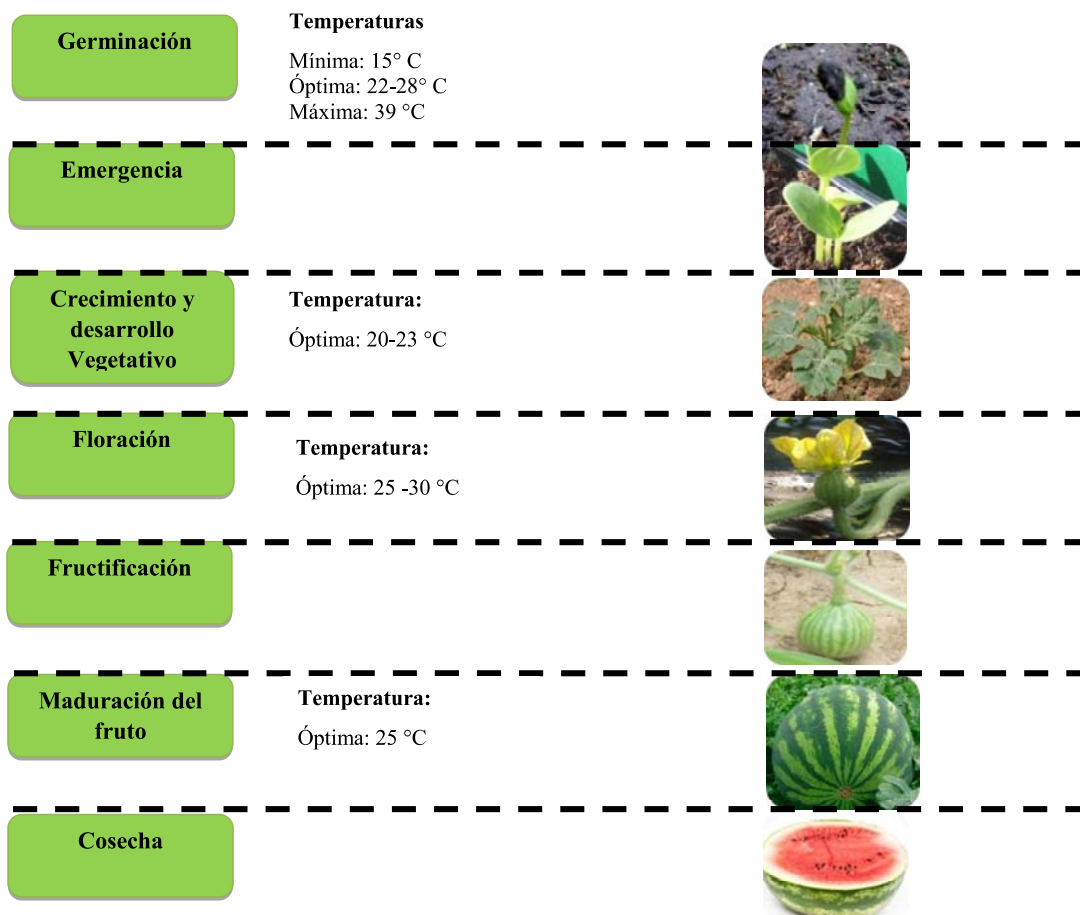 Germinación
Temperaturas
Mínima: 15° C
Óptima: 22-28° C
Máxima: 39 °C
Emergencia
Crecimiento y
desarrollo
Vegetativo
Temperatura:
Óptima: 20-23 °C
Floración
Temperatura:
Óptima: 25 -30 °C
Fructificación
Maduración del
fruto
Temperatura:
Óptima: 25 °C
Cosecha